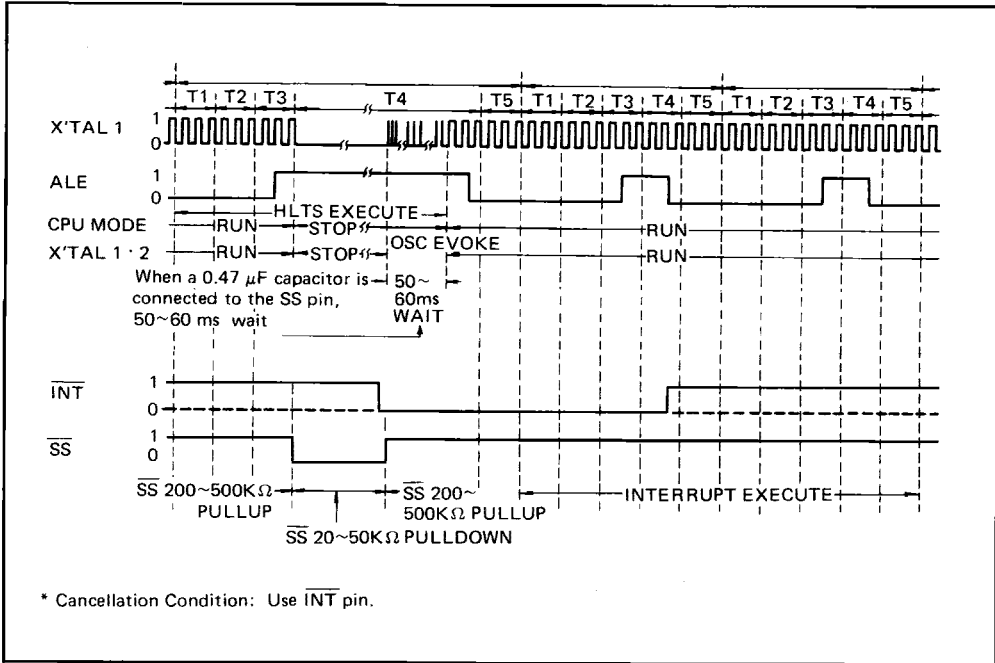 T1 T2 T3 T4 T5 T1 T2 T3 T4 T5 T1 T2 T3 T4 T5
X'TAL 1 1 0
ALE 1 0
HLTS EXECUTE
CPU MODE RUN STOP OSC EVOKE RUN
X'TAL 1 · 2 RUN STOP RUN
When a 0.47 μF capacitor is
connected to the SS pin,
50~60 ms wait
50~
60ms
WAIT
INT 1 0
SS 1 0
SS 200~500KΩ
PULLUP
SS 20~50KΩ PULLDOWN
SS 200~
500KΩ PULLUP
INTERRUPT EXECUTE
* Cancellation Condition: Use INT pin.